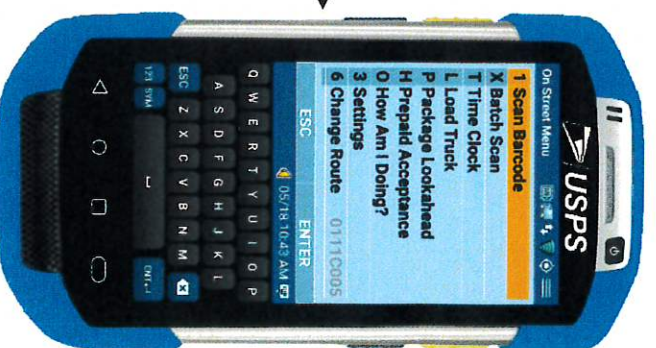 USPS
On Street Menu
1 Scan Barcode
X Batch Scan
T Time Clock
L Load Truck
P Package Lookahead
H Prepaid Acceptance
O How Am I Doing?
3 Settings
6 Change Route 0111C005
ESC ENTER
05/18 10:43 AM
Q W E R T Y U I O P
A S D F G H J K L
ESC Z X C V B N M
123 SYM ENT